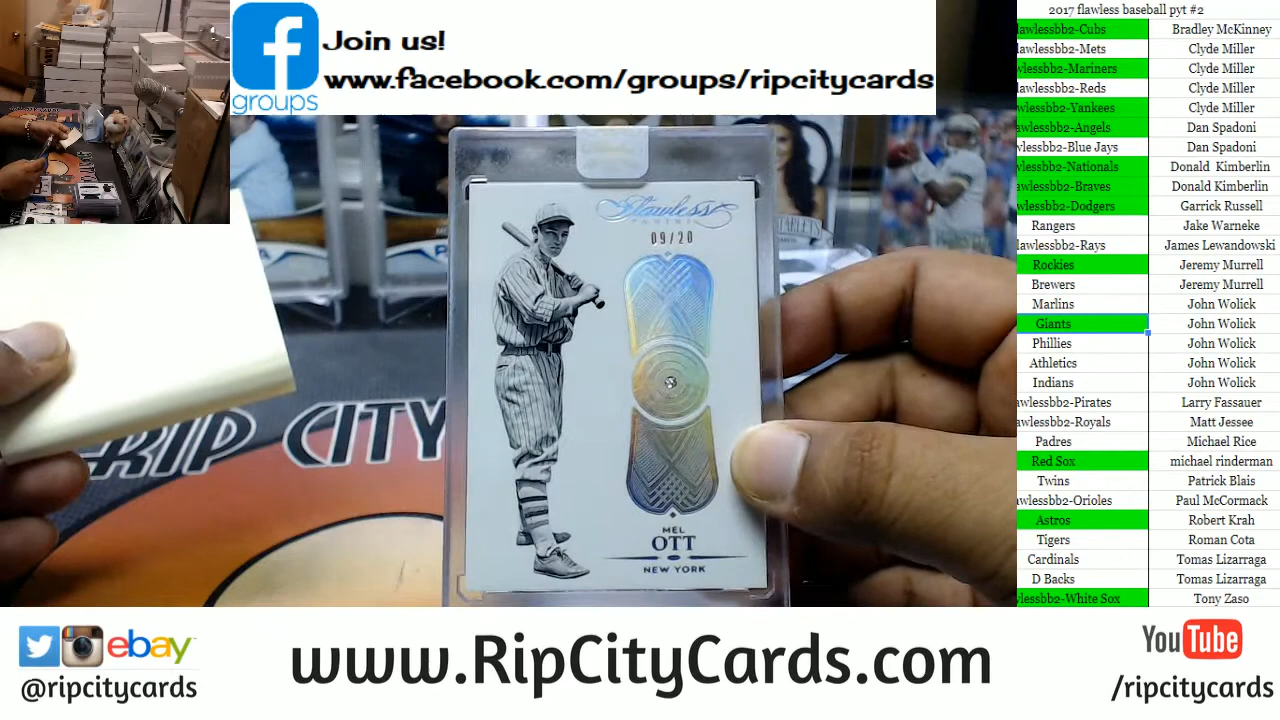 Join us!
www.facebook.com/groups/ripcitycards
groups
Flawless
09/20
MEL
OTT
NEW YORK
RIP CITY
2017 flawless baseball pyt #2
lawlessbb2-Cubs Bradley McKinney
lawlessbb2-Mets Clyde Miller
wlessbb2-Mariners Clyde Miller
lawlessbb2-Reds Clyde Miller
wlessbb2-Yankees Clyde Miller
awlessbb2-Angels Dan Spadoni
wlessbb2-Blue Jays Dan Spadoni
wlessbb2-Nationals Donald Kimberlin
awlessbb2-Braves Donald Kimberlin
wlessbb2-Dodgers Garrick Russell
Rangers Jake Warneke
lawlessbb2-Rays James Lewandowski
Rockies Jeremy Murrell
Brewers Jeremy Murrell
Marlins John Wolick
Giants John Wolick
Phillies John Wolick
Athletics John Wolick
Indians John Wolick
awlessbb2-Pirates Larry Fassauer
awlessbb2-Royals Matt Jessee
Padres Michael Rice
Red Sox michael rinderman
Twins Patrick Blais
wlessbb2-Orioles Paul McCormack
Astros Robert Krah
Tigers Roman Cota
Cardinals Tomas Lizarraga
D Backs Tomas Lizarraga
wlessbb2-White Sox Tony Zaso
ebay
@ripcitycards
www.RipCityCards.com
YouTube
/ripcitycards